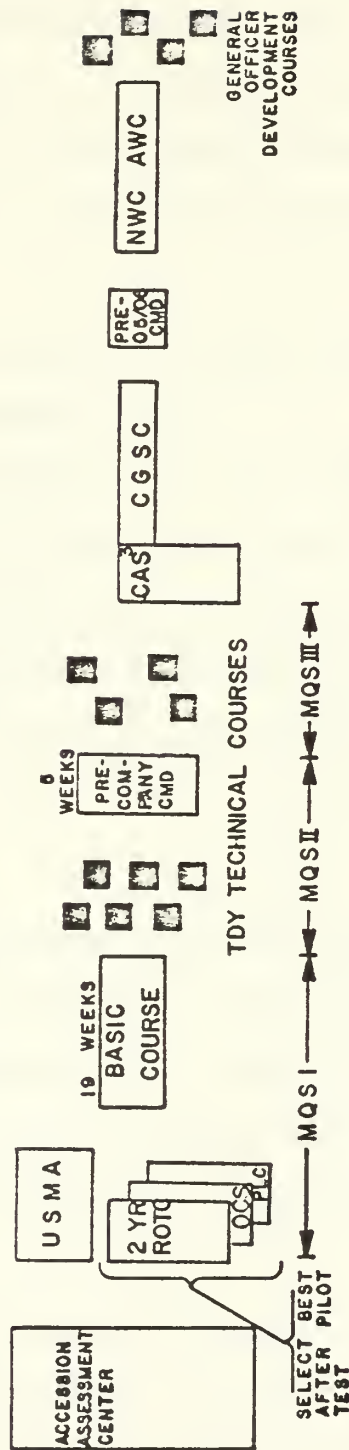 ACCESSION
ASSESSMENT
CENTER
USMA
2 YR
ROTC
OCS
PLC
SELECT BEST
AFTER PILOT
TEST
19 WEEKS
BASIC
COURSE
WEEKS
PRE-
COM-
PANY
CMD
TDY TECHNICAL COURSES
MQS I
MQS II
MQS III
CAS3
CGSC
PRE-
05/06
CMD
NWC AWC
GENERAL
OFFICER
DEVELOPMENT
COURSES